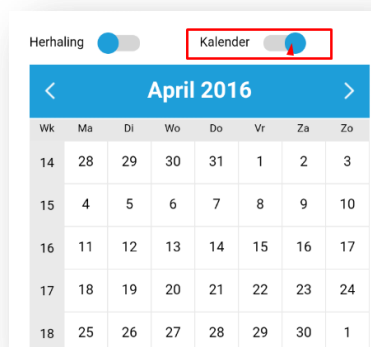 Herhaling Kalender
< April 2016 >
Wk Ma Di Wo Do Vr Za Zo
14 28 29 30 31 1 2 3
15 4 5 6 7 8 9 10
16 11 12 13 14 15 16 17
17 18 19 20 21 22 23 24
18 25 26 27 28 29 30 1